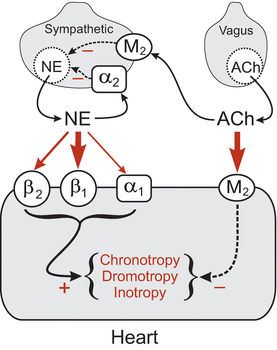 Sympathetic
Vagus
M₂
NE
α₂
ACh
–
–
NE
ACh
β₂
β₁
α₁
M₂
Chronotropy
Dromotropy
Inotropy
+
–
Heart